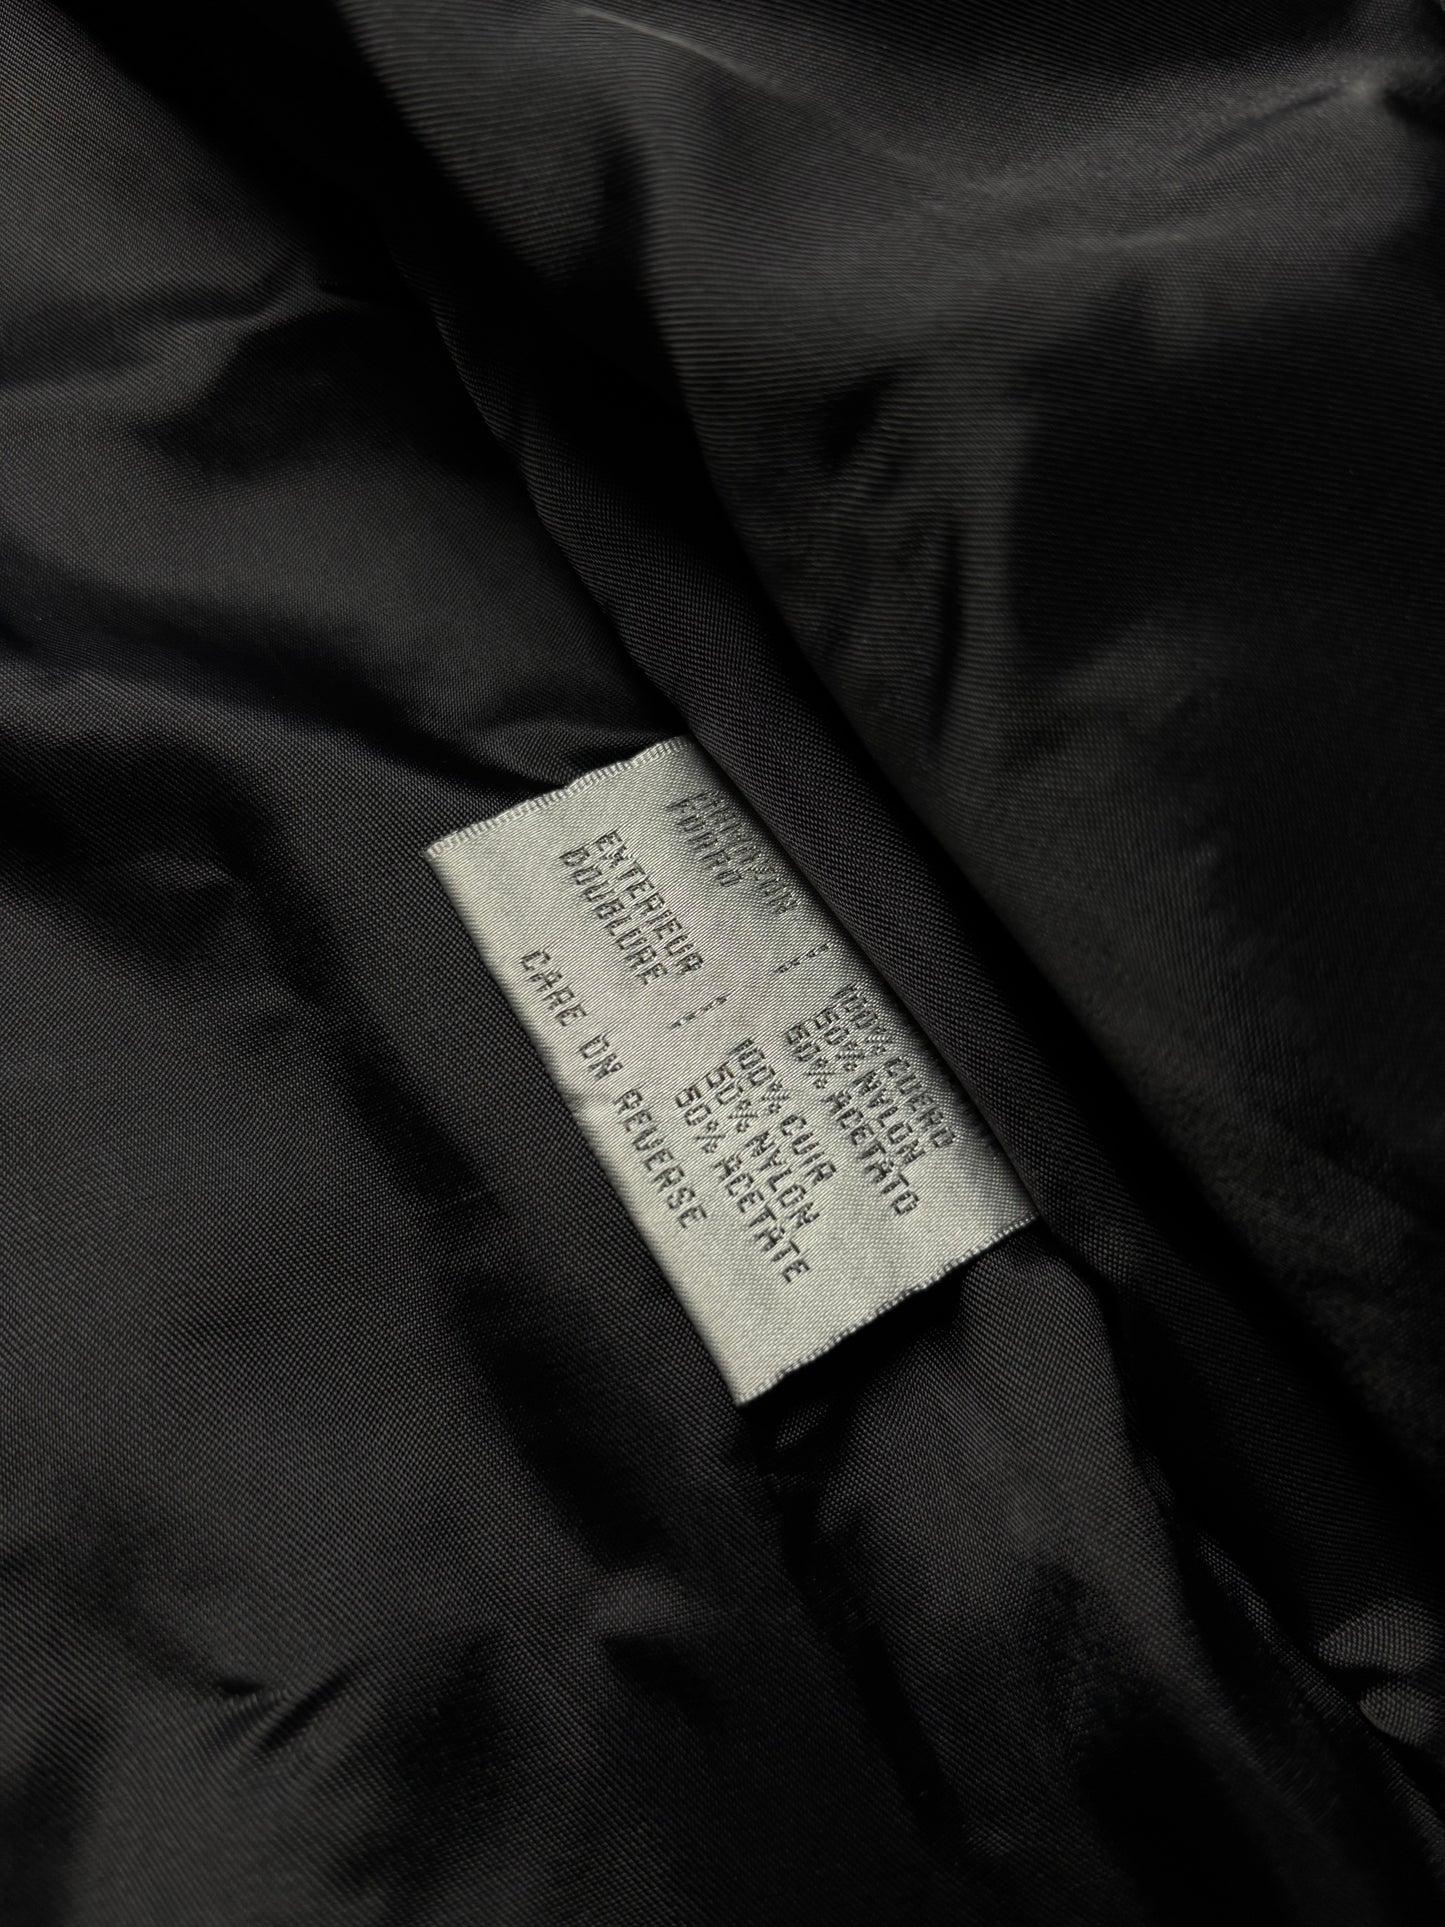 : 100% CUERO
FORRO : 50% NYLON
50% ACETATO
EXTERIEUR : 100% CUIR
DOUBLURE : 50% NYLON
50% ACETATE
CARE ON REVERSE